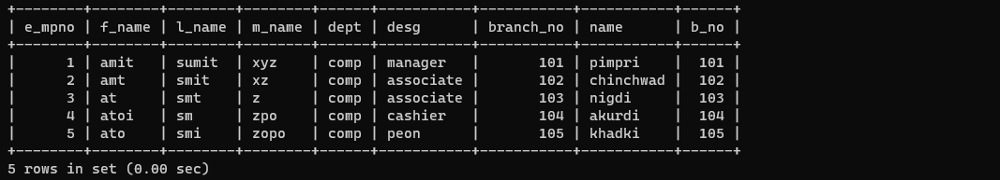 +--------+--------+--------+--------+------+-----------+-----------+-----------+------+
| e_mpno | f_name | l_name | m_name | dept | desg      | branch_no | name      | b_no |
+--------+--------+--------+--------+------+-----------+-----------+-----------+------+
|      1 | amit   | sumit  | xyz    | comp | manager   |       101 | pimpri    |  101 |
|      2 | amt    | smit   | xz     | comp | associate |       102 | chinchwad |  102 |
|      3 | at     | smt    | z      | comp | associate |       103 | nigdi     |  103 |
|      4 | atoi   | sm     | zpo    | comp | cashier   |       104 | akurdi    |  104 |
|      5 | ato    | smi    | zopo   | comp | peon      |       105 | khadki    |  105 |
+--------+--------+--------+--------+------+-----------+-----------+-----------+------+
5 rows in set (0.00 sec)